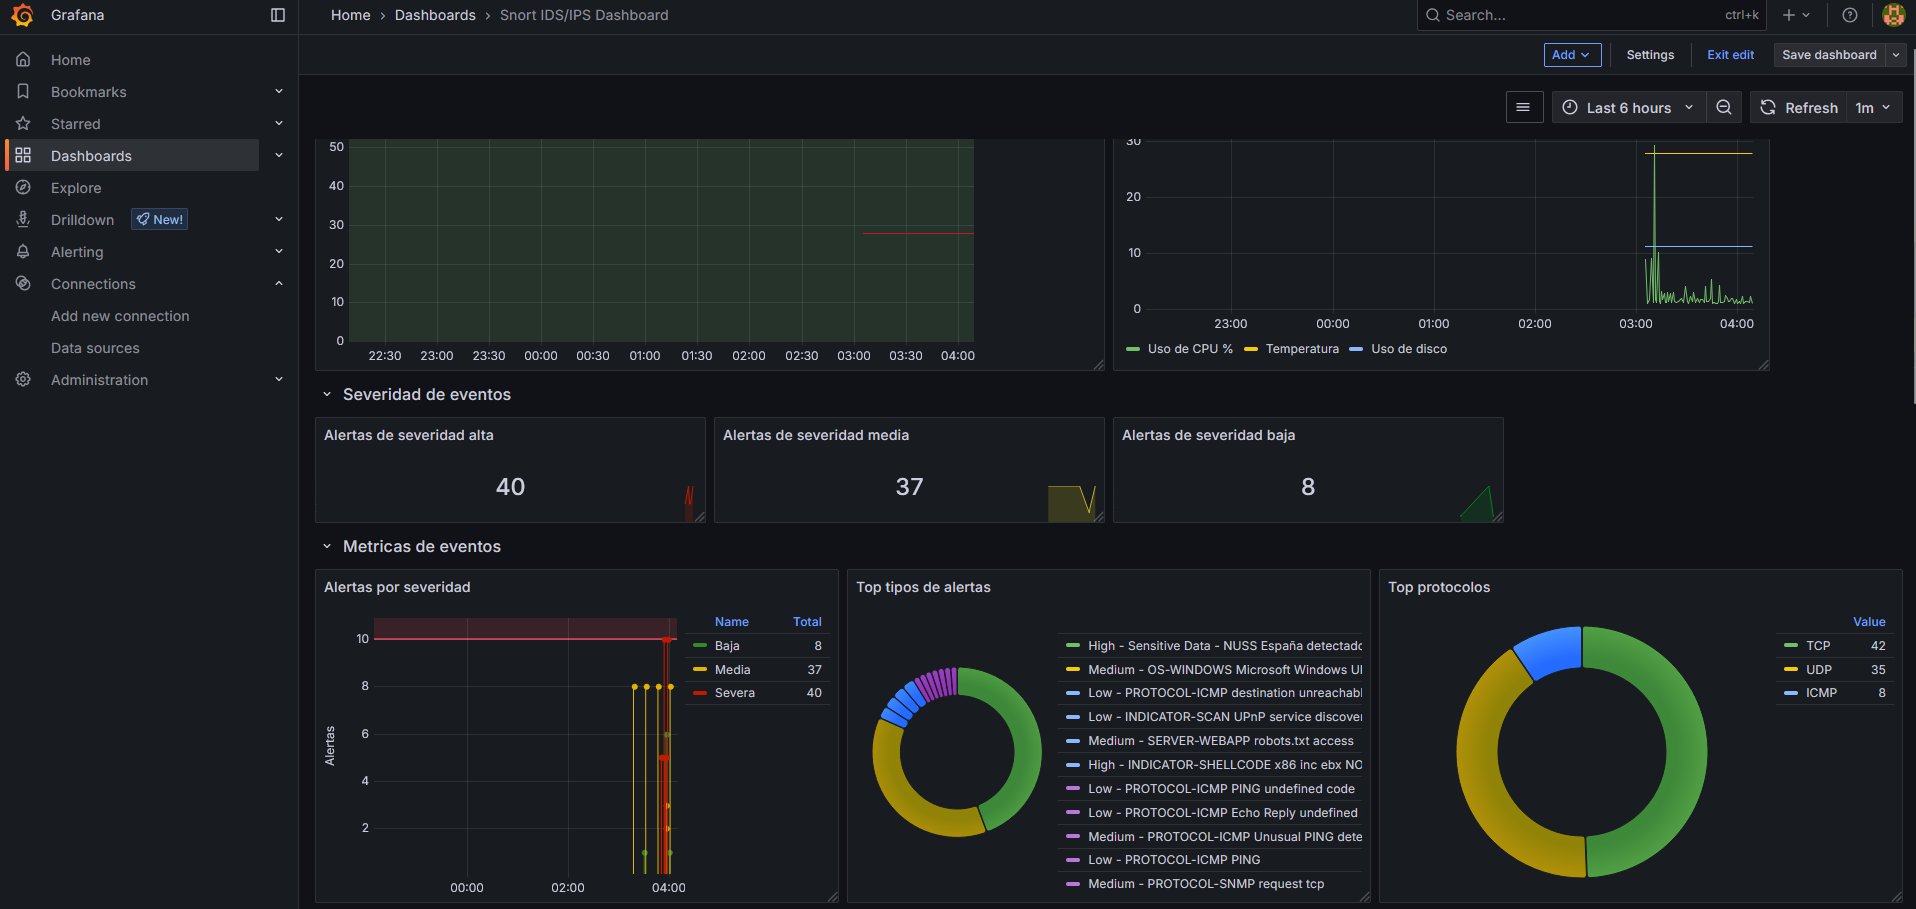 Grafana
Home › Dashboards › Snort IDS/IPS Dashboard
Search...
ctrl+k
Add
Settings
Exit edit
Save dashboard
Home
Bookmarks
Starred
Dashboards
Explore
Drilldown
New!
Alerting
Connections
Add new connection
Data sources
Administration
Last 6 hours
Refresh
1m
50
40
30
20
10
0
22:30 23:00 23:30 00:00 00:30 01:00 01:30 02:00 02:30 03:00 03:30 04:00
30
20
10
0
23:00 00:00 01:00 02:00 03:00 04:00
Uso de CPU % Temperatura Uso de disco
Severidad de eventos
Alertas de severidad alta
40
Alertas de severidad media
37
Alertas de severidad baja
8
Metricas de eventos
Alertas por severidad
Alertas
10
8
6
4
2
00:00 02:00 04:00
Name Total
Baja 8
Media 37
Severa 40
Top tipos de alertas
High - Sensitive Data - NUSS España detectado
Medium - OS-WINDOWS Microsoft Windows
Low - PROTOCOL-ICMP destination unreachabl
Low - INDICATOR-SCAN UPnP service discover
Medium - SERVER-WEBAPP robots.txt access
High - INDICATOR-SHELLCODE x86 inc ebx NO
Low - PROTOCOL-ICMP PING undefined code
Low - PROTOCOL-ICMP Echo Reply undefined
Medium - PROTOCOL-ICMP Unusual PING dete
Low - PROTOCOL-ICMP PING
Medium - PROTOCOL-SNMP request tcp
Top protocolos
Value
TCP 42
UDP 35
ICMP 8